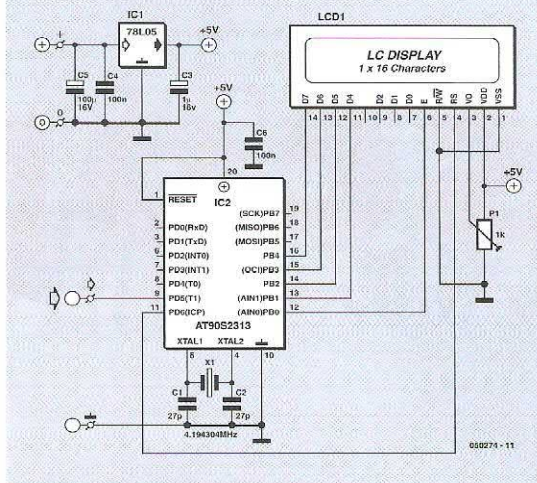 IC1
78L05
+5V
C5
100µ
16V
C4
100n
C3
1µ
16v
+5V
C6
100n
LCD1
LC DISPLAY
1 x 16 Characters
D7 D6 D5 D4 D2 D1 D0 E R/W RS VO VDD VSS
14 13 12 11 10 9 8 7 6 5 4 3 2 1
+5V
P1
1k
20
1 RESET
IC2
(SCK)PB7 19
2 PD0(RxD) (MISO)PB6 18
3 PD1(TxD) (MOSI)PB5 17
6 PD2(INT0) PB4 16
7 PD3(INT1) (OCI)PB3 15
8 PD4(T0) PB2 14
9 PD5(T1) (AIN1)PB1 13
11 PD6(ICP) (AIN0)PB0 12
AT90S2313
XTAL1 XTAL2
5 4 10
X1
C1 C2
27p 27p
4.194304MHz
050274 - 11